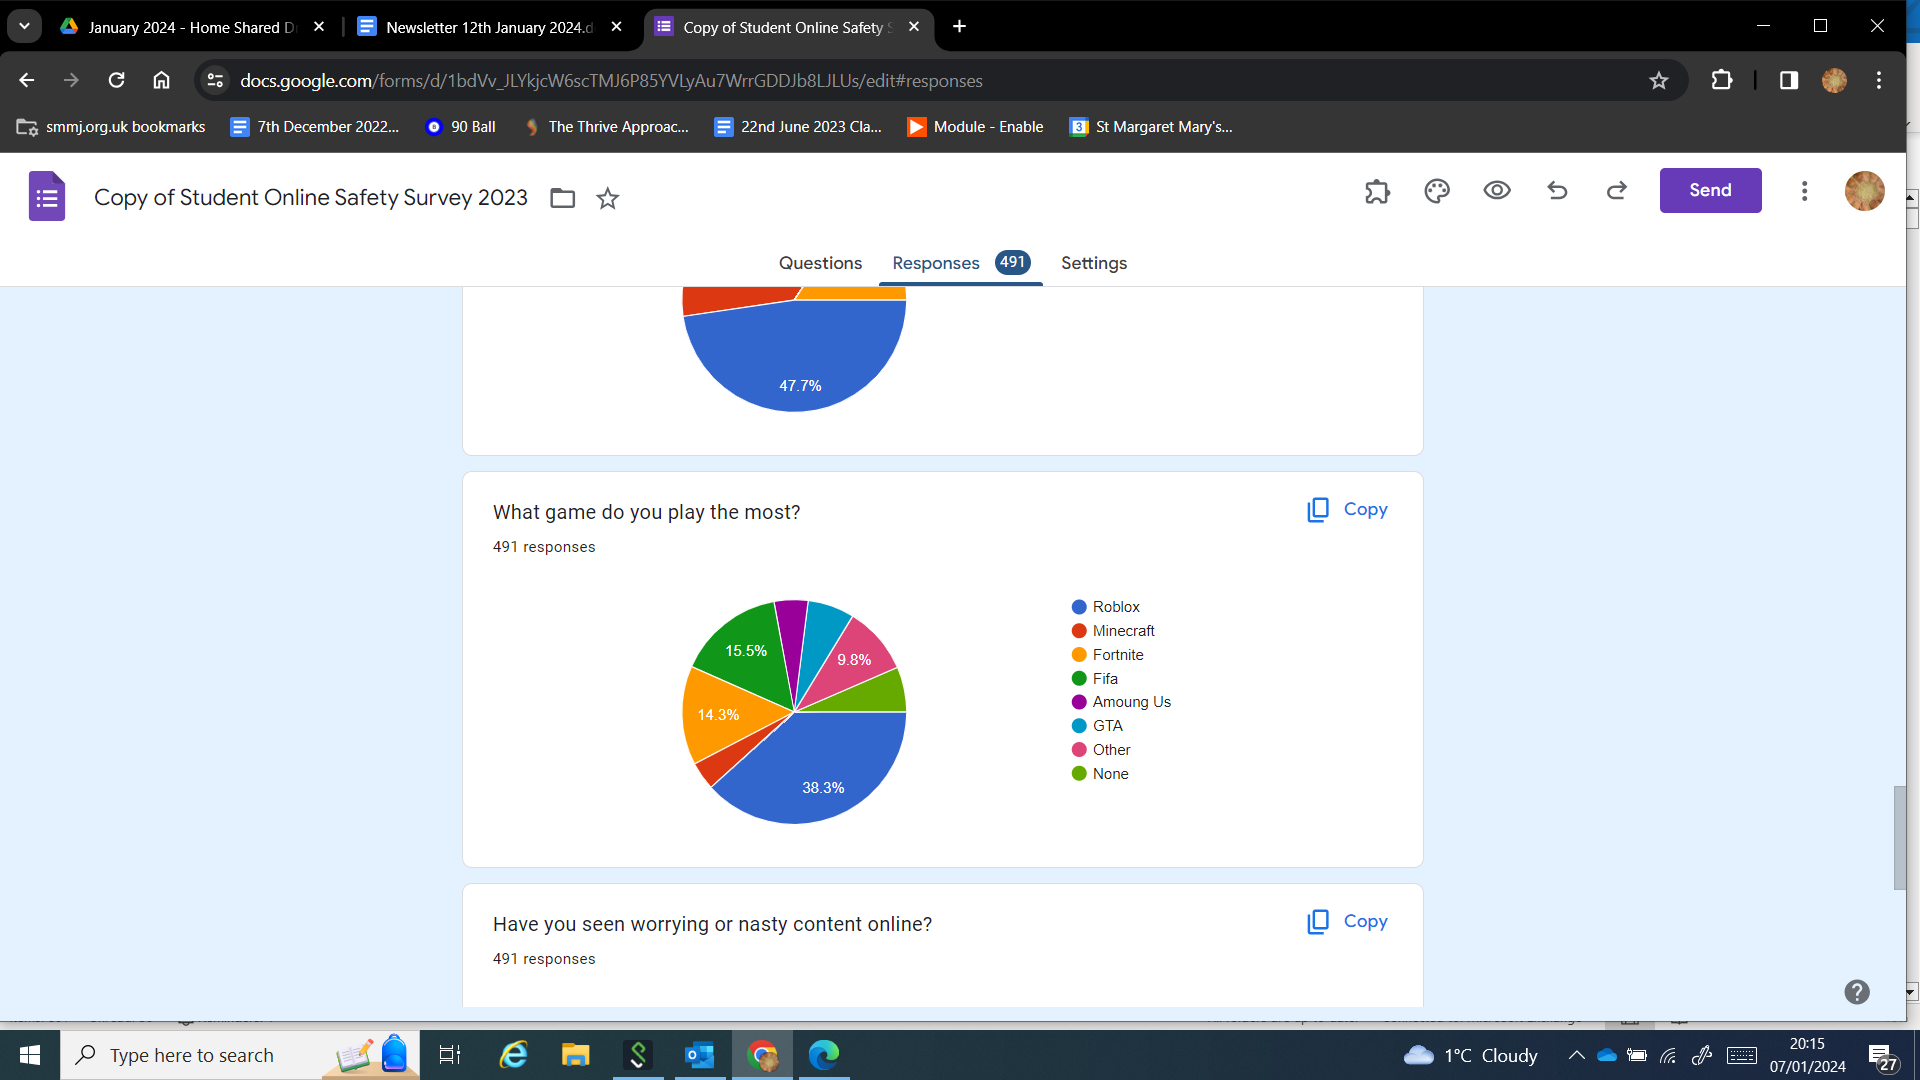 January 2024 - Home Shared Dr
Newsletter 12th January 2024.d
Copy of Student Online Safety S
docs.google.com/forms/d/1bdVv_JLYkjcW6scTMJ6P85YVLyAu7WrrGDDJb8LJLUs/edit#responses
smmj.org.uk bookmarks
7th December 2022...
90 Ball
The Thrive Approac...
22nd June 2023 Cla...
Module - Enable
3
St Margaret Mary's...
Copy of Student Online Safety Survey 2023
Send
Questions
Responses 491
Settings
47.7%
What game do you play the most?
Copy
491 responses
15.5%
9.8%
14.3%
38.3%
Roblox
Minecraft
Fortnite
Fifa
Amoung Us
GTA
Other
None
Have you seen worrying or nasty content online?
Copy
491 responses
Type here to search
1°C Cloudy
20:15
07/01/2024
27